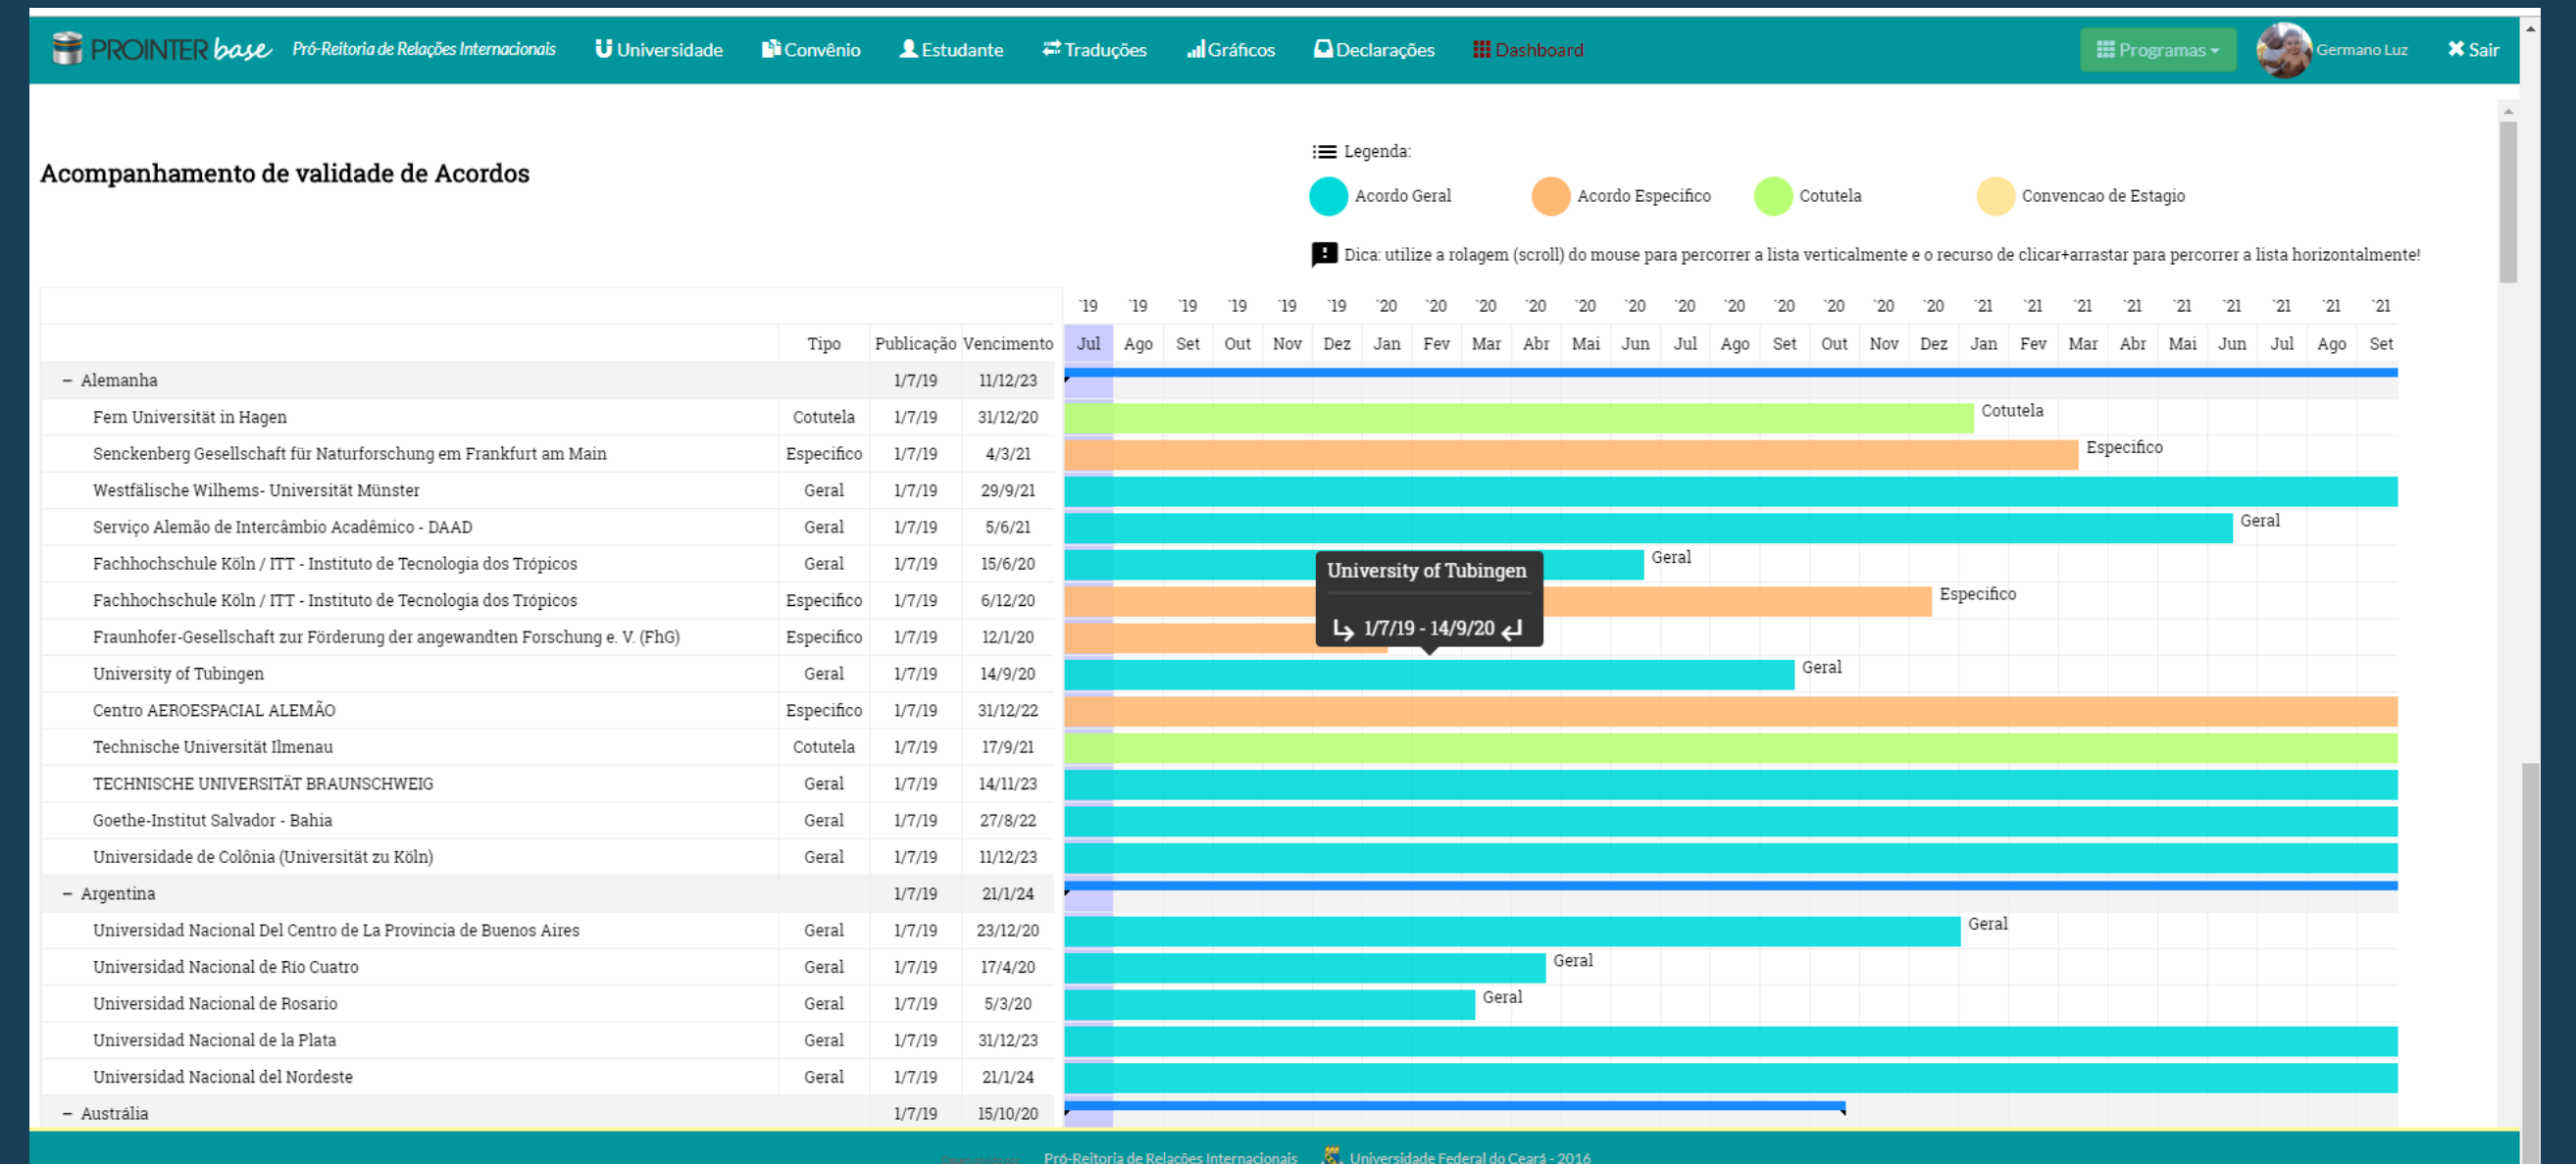 PROINTER base Pró-Reitoria de Relações Internacionais Universidade Convênio Estudante Traduções Gráficos Declarações Dashboard Programas Germano Luz Sair
Acompanhamento de validade de Acordos
Legenda:
Acordo Geral Acordo Especifico Cotutela Convencao de Estagio
Dica: utilize a rolagem (scroll) do mouse para percorrer a lista verticalmente e o recurso de clicar+arrastar para percorrer a lista horizontalmente!
`19 `19 `19 `19 `19 `19 `20 `20 `20 `20 `20 `20 `20 `20 `20 `20 `20 `20 `21 `21 `21 `21 `21 `21 `21 `21 `21
Tipo Publicação Vencimento Jul Ago Set Out Nov Dez Jan Fev Mar Abr Mai Jun Jul Ago Set Out Nov Dez Jan Fev Mar Abr Mai Jun Jul Ago Set
– Alemanha 1/7/19 11/12/23
Fern Universität in Hagen Cotutela 1/7/19 31/12/20 Cotutela
Senckenberg Gesellschaft für Naturforschung em Frankfurt am Main Especifico 1/7/19 4/3/21 Especifico
Westfälische Wilhems- Universität Münster Geral 1/7/19 29/9/21
Serviço Alemão de Intercâmbio Acadêmico - DAAD Geral 1/7/19 5/6/21 Geral
Fachhochschule Köln / ITT - Instituto de Tecnologia dos Trópicos Geral 1/7/19 15/6/20 Geral
University of Tubingen
Fachhochschule Köln / ITT - Instituto de Tecnologia dos Trópicos Especifico 1/7/19 6/12/20 Especifico
1/7/19 - 14/9/20
Fraunhofer-Gesellschaft zur Förderung der angewandten Forschung e. V. (FhG) Especifico 1/7/19 12/1/20
University of Tubingen Geral 1/7/19 14/9/20 Geral
Centro AEROESPACIAL ALEMÃO Especifico 1/7/19 31/12/22
Technische Universität Ilmenau Cotutela 1/7/19 17/9/21
TECHNISCHE UNIVERSITÄT BRAUNSCHWEIG Geral 1/7/19 14/11/23
Goethe-Institut Salvador - Bahia Geral 1/7/19 27/8/22
Universidade de Colônia (Universität zu Köln) Geral 1/7/19 11/12/23
– Argentina 1/7/19 21/1/24
Universidad Nacional Del Centro de La Provincia de Buenos Aires Geral 1/7/19 23/12/20 Geral
Universidad Nacional de Río Cuatro Geral 1/7/19 17/4/20 Geral
Universidad Nacional de Rosario Geral 1/7/19 5/3/20 Geral
Universidad Nacional de la Plata Geral 1/7/19 31/12/23
Universidad Nacional del Nordeste Geral 1/7/19 21/1/24
– Austrália 1/7/19 15/10/20
Pró-Reitoria de Relações Internacionais Universidade Federal do Ceará - 2016